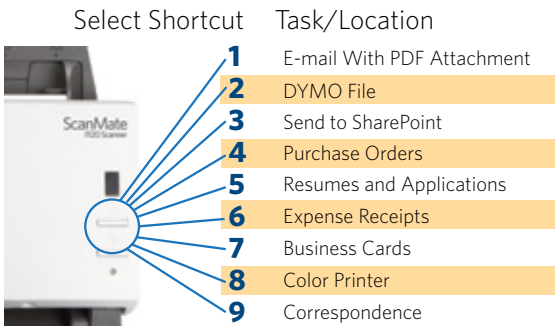 Select Shortcut Task/Location
1 E-mail With PDF Attachment
2 DYMO File
ScanMate
i1120 Scanner
3 Send to SharePoint
4 Purchase Orders
5 Resumes and Applications
6 Expense Receipts
7 Business Cards
8 Color Printer
9 Correspondence